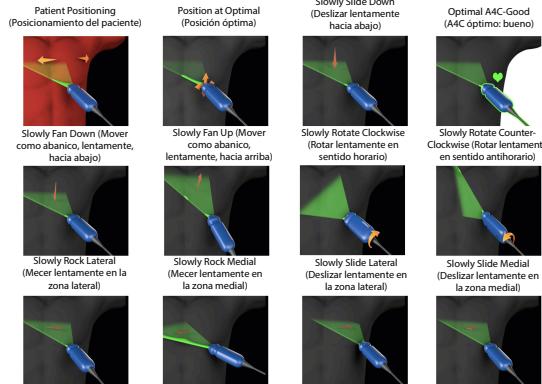 Patient Positioning
(Posicionamiento del paciente)
Position at Optimal
(Posición óptima)
Slowly Slide Down
(Deslizar lentamente
hacia abajo)
Optimal A4C-Good
(A4C óptimo: bueno)
Slowly Fan Down (Mover
como abanico, lentamente,
hacia abajo)
Slowly Fan Up (Mover
como abanico,
lentamente, hacia arriba)
Slowly Rotate Clockwise
(Rotar lentamente en
sentido horario)
Slowly Rotate Counter-
Clockwise (Rotar lentament
en sentido antihorario)
Slowly Rock Lateral
(Mecer lentamente en la
zona lateral)
Slowly Rock Medial
(Mecer lentamente en
la zona medial)
Slowly Slide Lateral
(Deslizar lentamente en
la zona lateral)
Slowly Slide Medial
(Deslizar lentamente en
la zona medial)